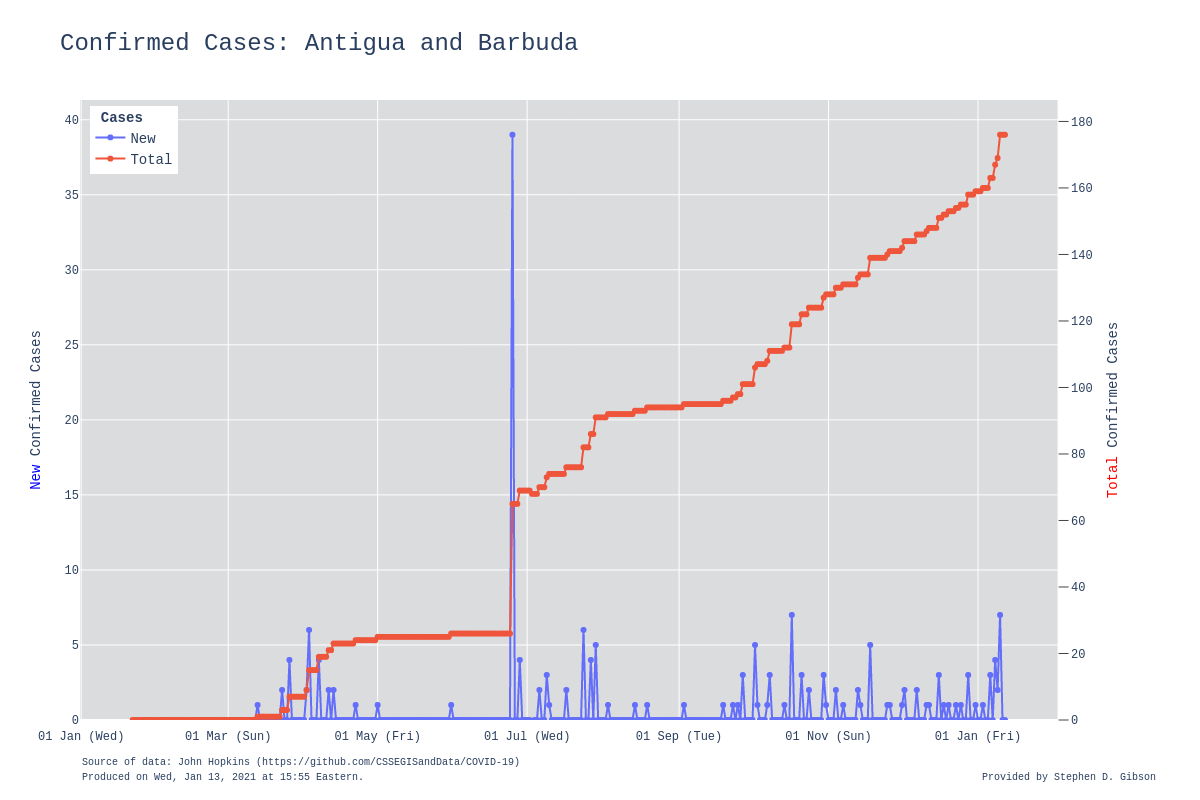 Confirmed Cases: Antigua and Barbuda
Cases
New
Total
40
35
30
25
20
15
10
5
0
New Confirmed Cases
180
160
140
120
100
80
60
40
20
0
Total Confirmed Cases
01 Jan (Wed) 01 Mar (Sun) 01 May (Fri) 01 Jul (Wed) 01 Sep (Tue) 01 Nov (Sun) 01 Jan (Fri)
Source of data: John Hopkins (https://github.com/CSSEGISandData/COVID-19)
Produced on Wed, Jan 13, 2021 at 15:55 Eastern.
Provided by Stephen D. Gibson